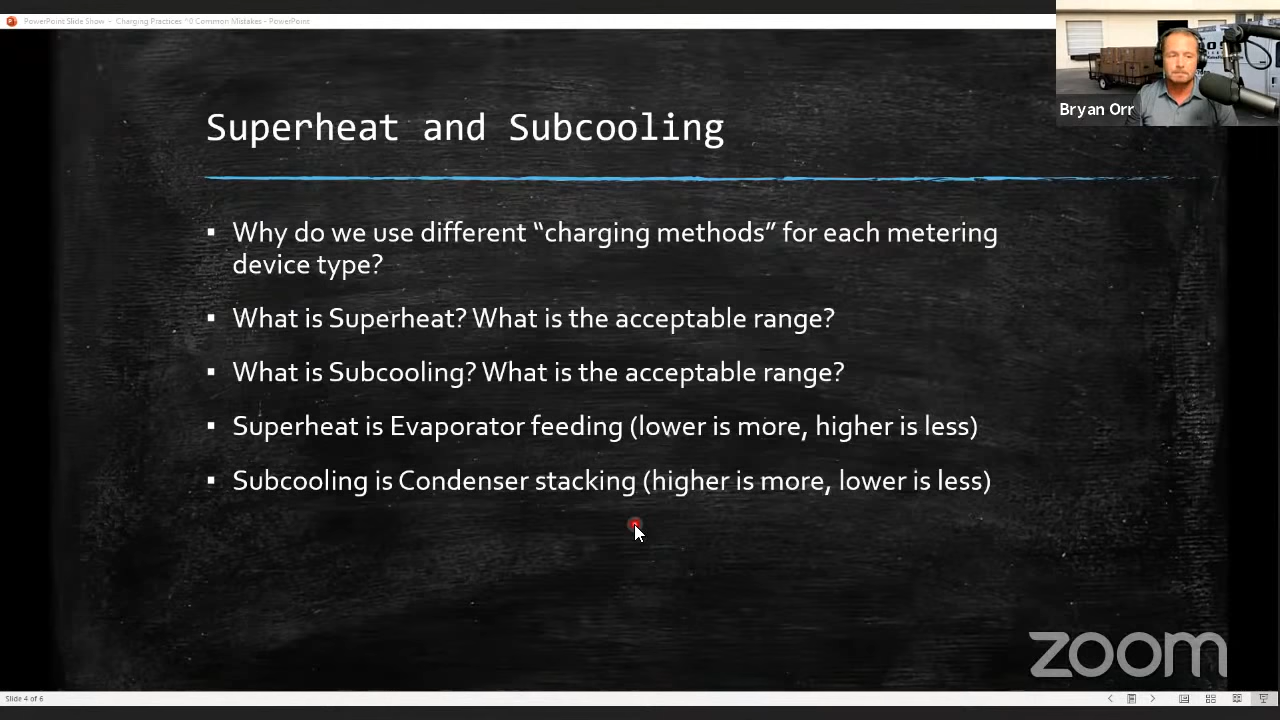 PowerPoint Slide Show - Charging Practices ^0 Common Mistakes - PowerPoint
Bryan Orr
Superheat and Subcooling
▪ Why do we use different “charging methods” for each metering
device type?
▪ What is Superheat? What is the acceptable range?
▪ What is Subcooling? What is the acceptable range?
▪ Superheat is Evaporator feeding (lower is more, higher is less)
▪ Subcooling is Condenser stacking (higher is more, lower is less)
zoom
Slide 4 of 6